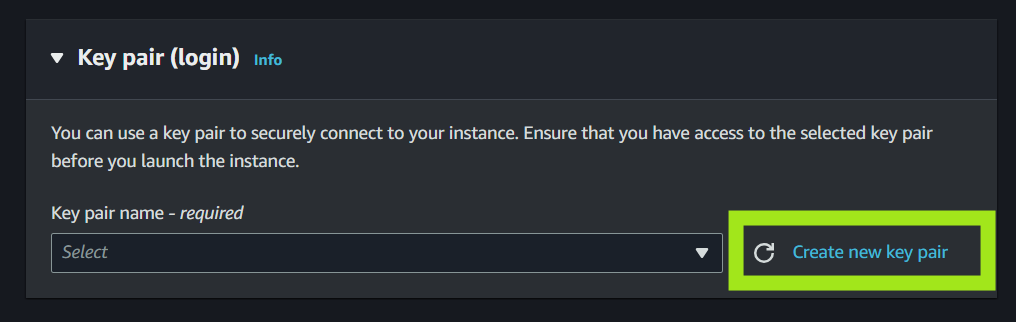 Key pair (login) Info
You can use a key pair to securely connect to your instance. Ensure that you have access to the selected key pair
before you launch the instance.
Key pair name - required
Select
Create new key pair